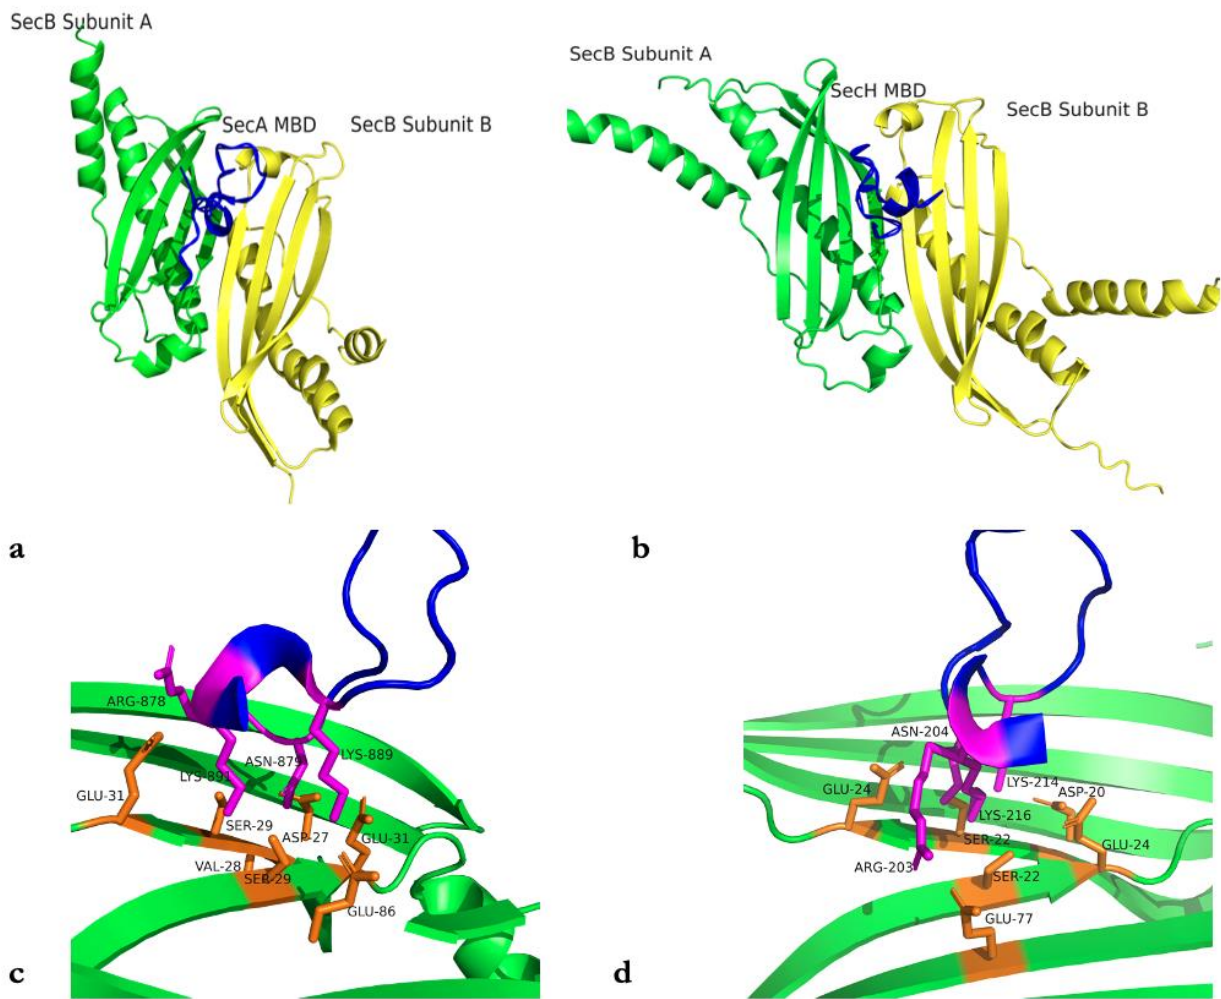 SecB Subunit A
SecA MBD
SecB Subunit B
SecB Subunit A
SecH MBD
SecB Subunit B
a
b
ARG-878
LYS-891
ASN-879
LYS-889
GLU-31
SER-29
ASP-27
GLU-31
VAL-28
SER-29
GLU-86
c
ASN-204
GLU-24
LYS-214
ASP-20
LYS-216
SER-22
GLU-24
ARG-203
SER-22
GLU-77
d